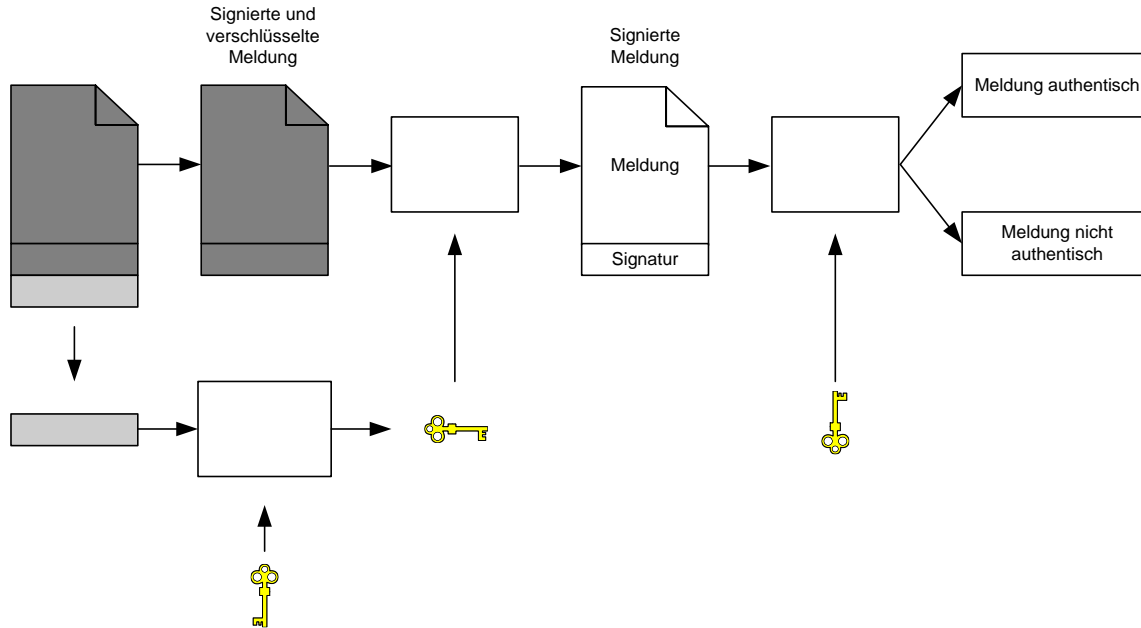 Signierte und
verschlüsselte
Meldung
Signierte
Meldung
Meldung
Signatur
Meldung authentisch
Meldung nicht
authentisch